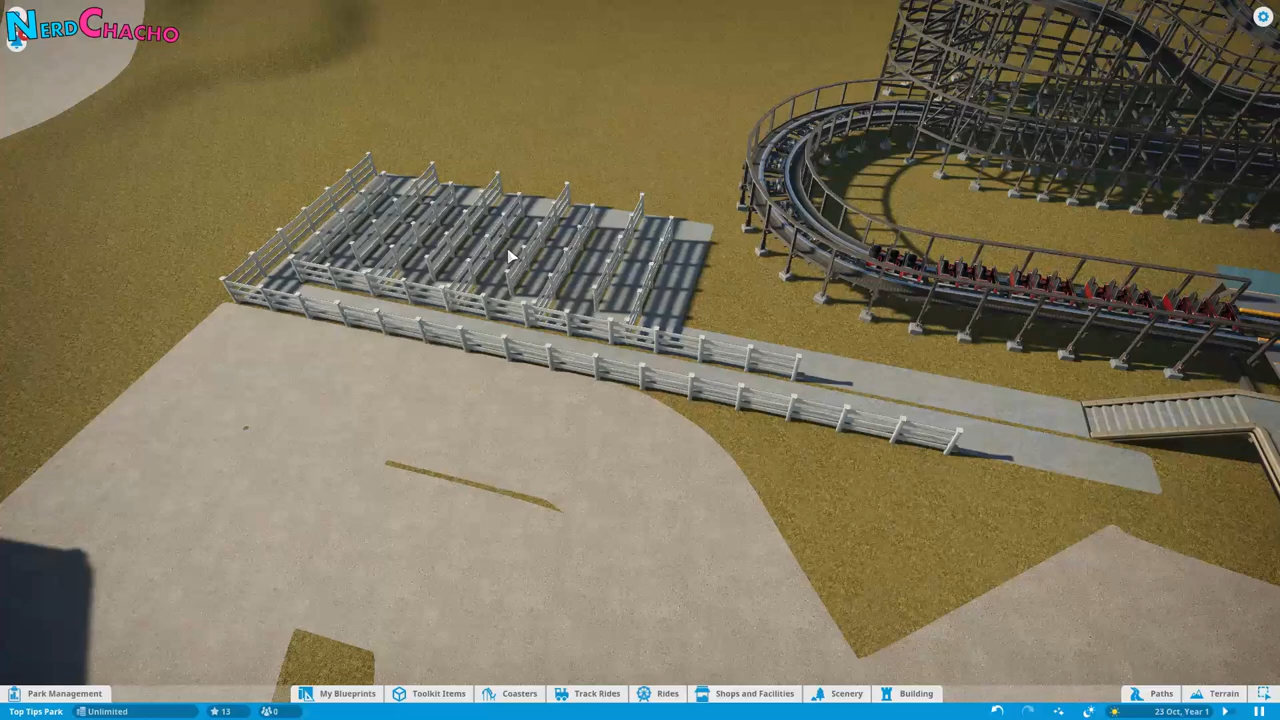 NERDCHACHO
Park Management
My Blueprints
Toolkit Items
Coasters
Track Rides
Rides
Shops and Facilities
Scenery
Building
Paths
Terrain
Top Tips Park
Unlimited
13
0
23 Oct, Year 1